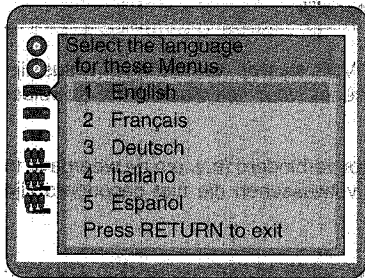 Select the language
for these Menus
1 English
2 Français
3 Deutsch
4 Italiano
5 Español
Press RETURN to exit